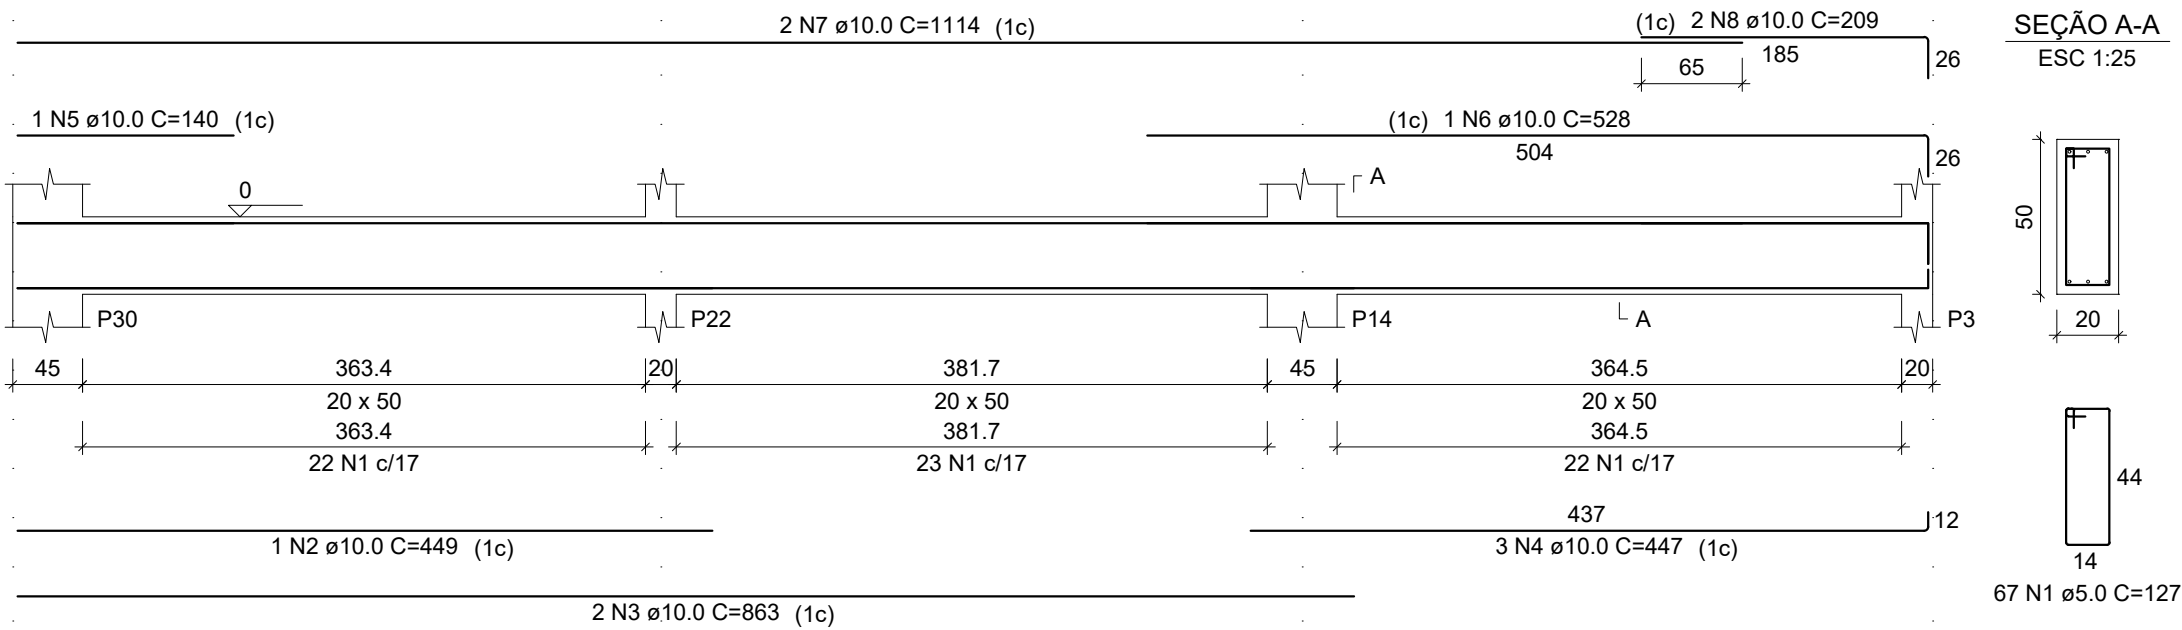 2 N7 ø10.0 C=1114 (1c)
(1c) 2 N8 ø10.0 C=209
185
26
65
SEÇÃO A-A
ESC 1:25
1 N5 ø10.0 C=140 (1c)
(1c) 1 N6 ø10.0 C=528
504
26
A
0
50
20
P30
P22
P14
A
P3
45
363.4
20
381.7
45
364.5
20
20 x 50
20 x 50
20 x 50
363.4
381.7
364.5
22 N1 c/17
23 N1 c/17
22 N1 c/17
44
14
67 N1 ø5.0 C=127
437
12
1 N2 ø10.0 C=449 (1c)
3 N4 ø10.0 C=447 (1c)
2 N3 ø10.0 C=863 (1c)